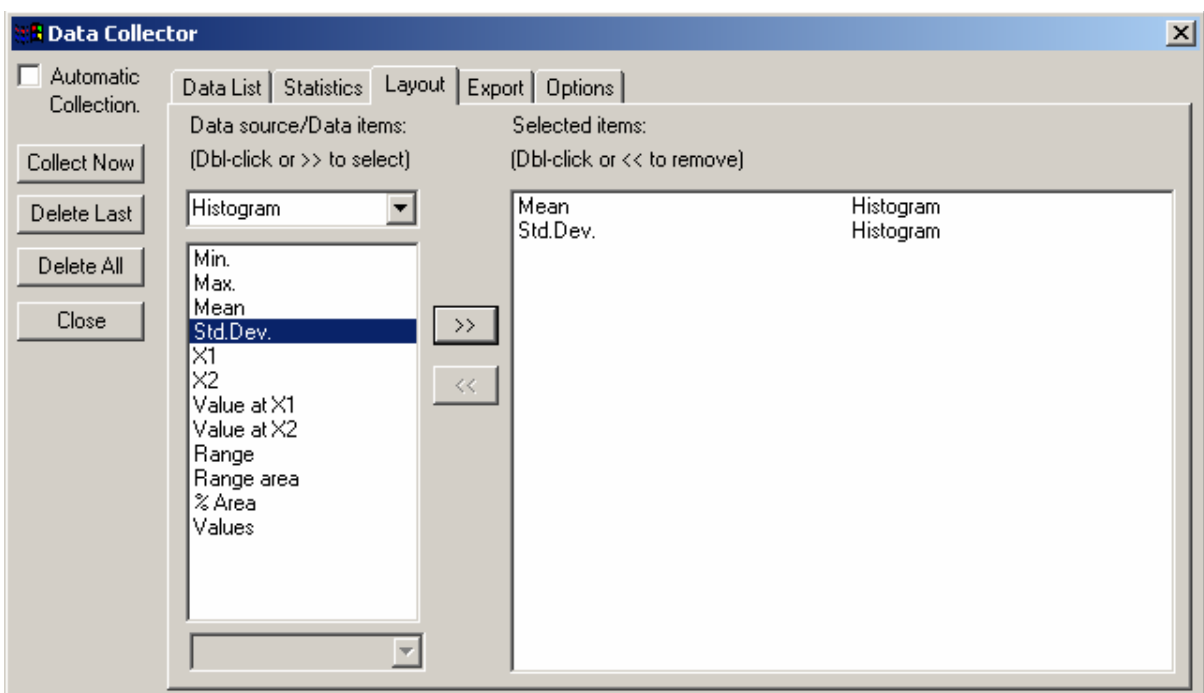 Data Collector
Automatic
Collection.
Collect Now
Delete Last
Delete All
Close
Data List
Statistics
Layout
Export
Options
Data source/Data items:
(Dbl-click or >> to select)
Histogram
Min.
Max.
Mean
Std.Dev.
X1
X2
Value at X1
Value at X2
Range
Range area
% Area
Values
>>
<<
Selected items:
(Dbl-click or << to remove)
Mean Histogram
Std.Dev. Histogram